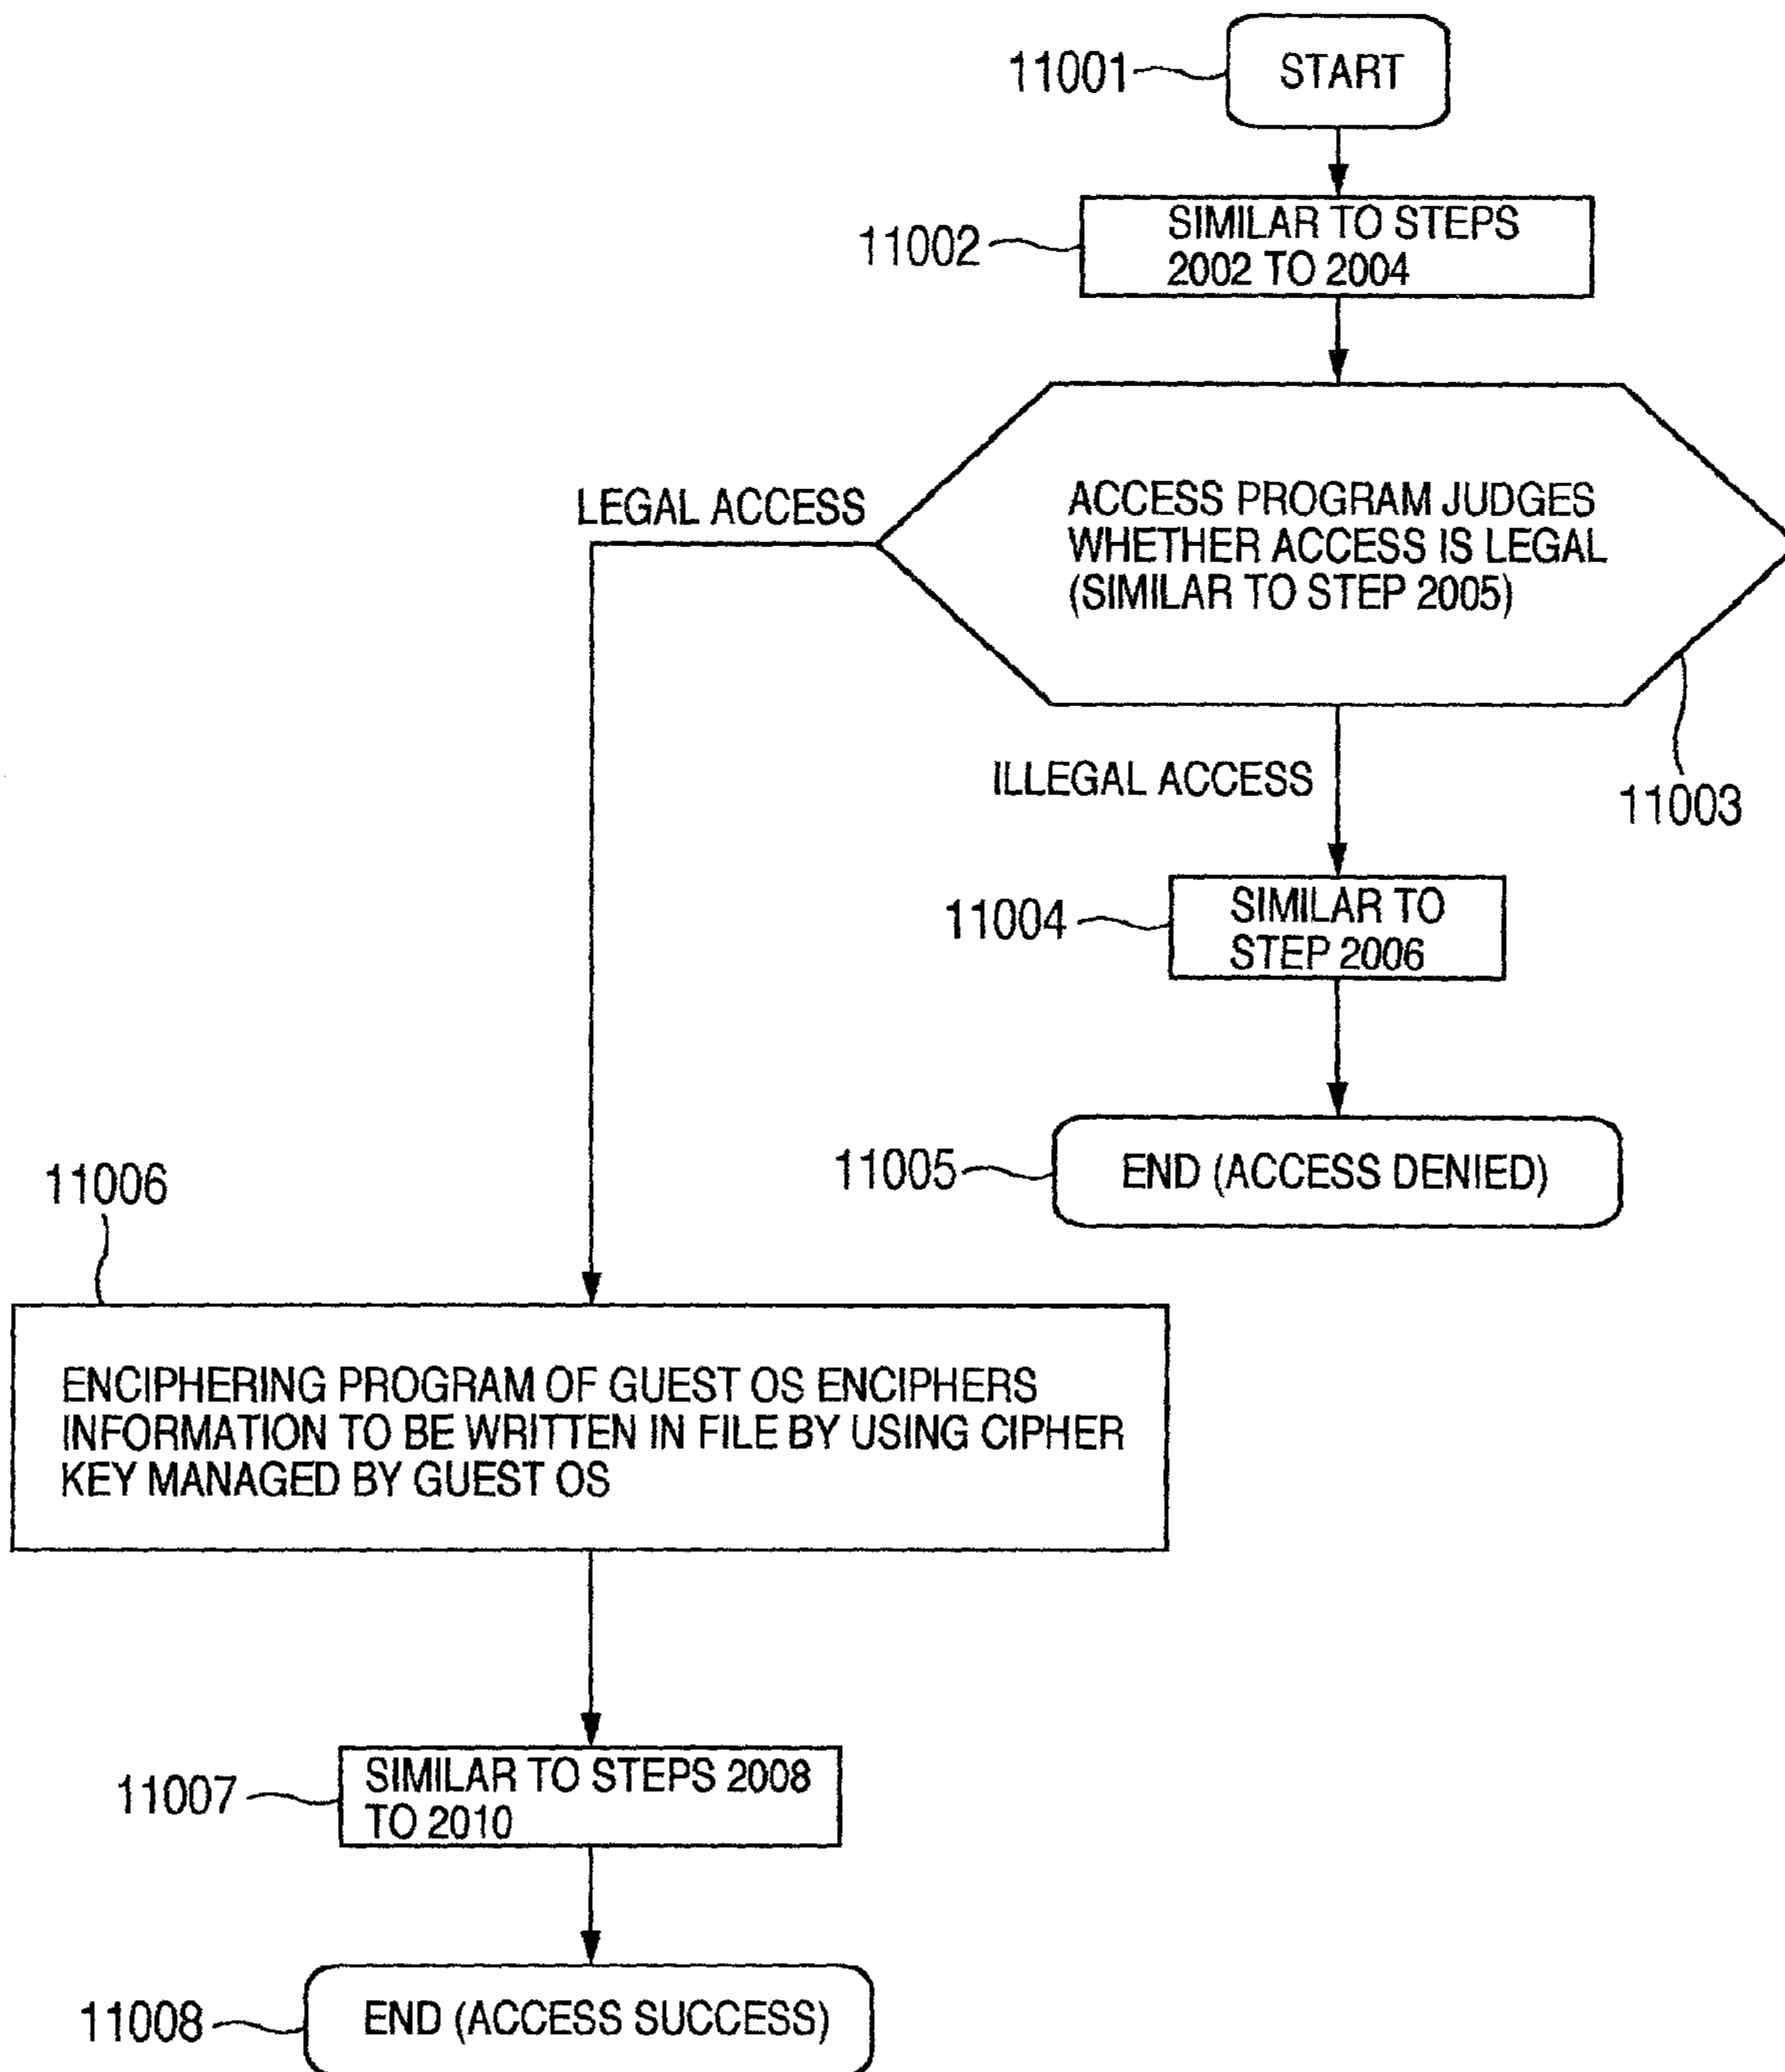 11001
START
11002
SIMILAR TO STEPS
2002 TO 2004
LEGAL ACCESS
ACCESS PROGRAM JUDGES
WHETHER ACCESS IS LEGAL
(SIMILAR TO STEP 2005)
ILLEGAL ACCESS
11003
11004
SIMILAR TO
STEP 2006
11005
END (ACCESS DENIED)
11006
ENCIPHERING PROGRAM OF GUEST OS ENCIPHERS
INFORMATION TO BE WRITTEN IN FILE BY USING CIPHER
KEY MANAGED BY GUEST OS
11007
SIMILAR TO STEPS 2008
TO 2010
11008
END (ACCESS SUCCESS)